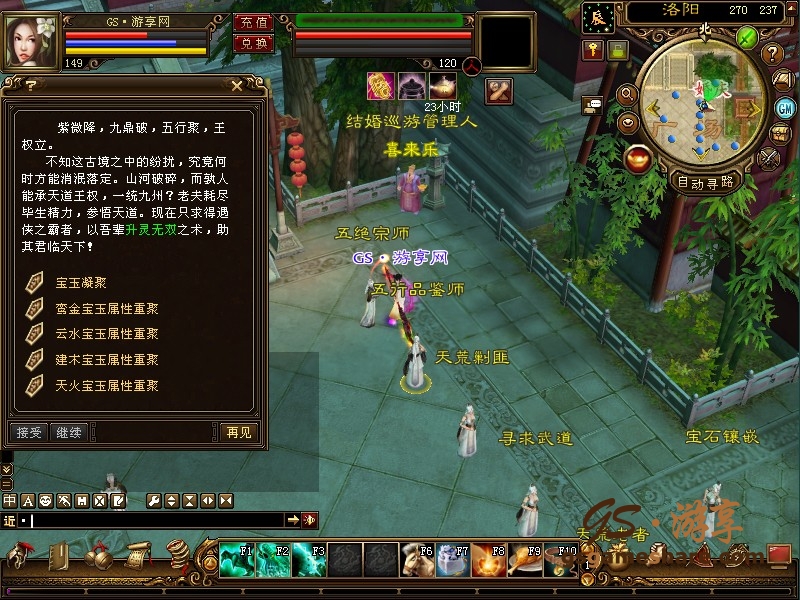 GS·游享网
149
充值
兑换
120
23小时
辰
洛阳
270 237
北
GM
自动寻路
?
紫微降，九鼎破，五行聚，王
权立。
不知这古境之中的纷扰，究竟何
时方能消泯落定。山河破碎，而孰人
能承天道王权，一统九州？老夫耗尽
毕生精力，参悟天道。现在只求得遇
侠之霸者，以吾辈升灵无双之术，助
其君临天下！
宝玉凝聚
銮金宝玉属性重聚
云水宝玉属性重聚
建木宝玉属性重聚
天火宝玉属性重聚
接受
继续
再见
结婚巡游管理人
喜来乐
五绝宗师
GS·游享网
五行品鉴师
天荒剿匪
寻求武道
宝石镶嵌
GS·游享
中
A
近
F1
F2
F3
F6
F7
F8
F9
F10
1